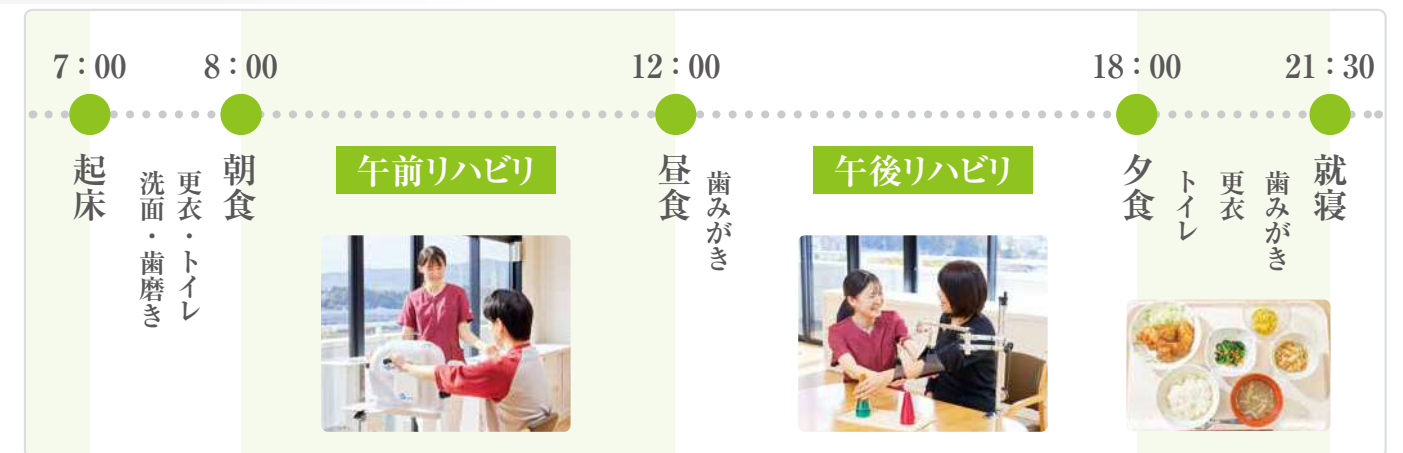 7：00
8：00
12：00
18：00
21：30
起床
更衣・トイレ
洗面・歯磨き
朝食
午前リハビリ
昼食
歯みがき
午後リハビリ
夕食
トイレ
更衣
歯みがき
就寝